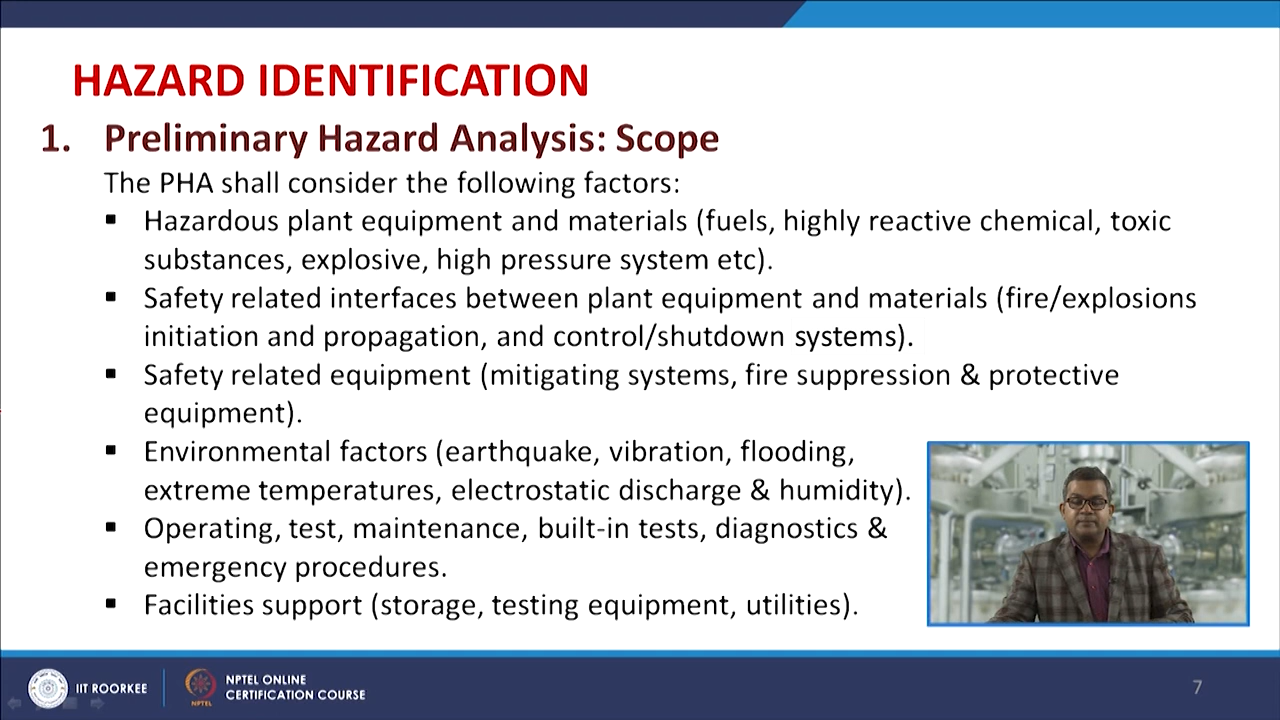 HAZARD IDENTIFICATION
1. Preliminary Hazard Analysis: Scope
The PHA shall consider the following factors:
▪ Hazardous plant equipment and materials (fuels, highly reactive chemical, toxic
substances, explosive, high pressure system etc).
▪ Safety related interfaces between plant equipment and materials (fire/explosions
initiation and propagation, and control/shutdown systems).
▪ Safety related equipment (mitigating systems, fire suppression & protective
equipment).
▪ Environmental factors (earthquake, vibration, flooding,
extreme temperatures, electrostatic discharge & humidity).
▪ Operating, test, maintenance, built-in tests, diagnostics &
emergency procedures.
▪ Facilities support (storage, testing equipment, utilities).
IIT ROORKEE
NPTEL
NPTEL ONLINE
CERTIFICATION COURSE
7